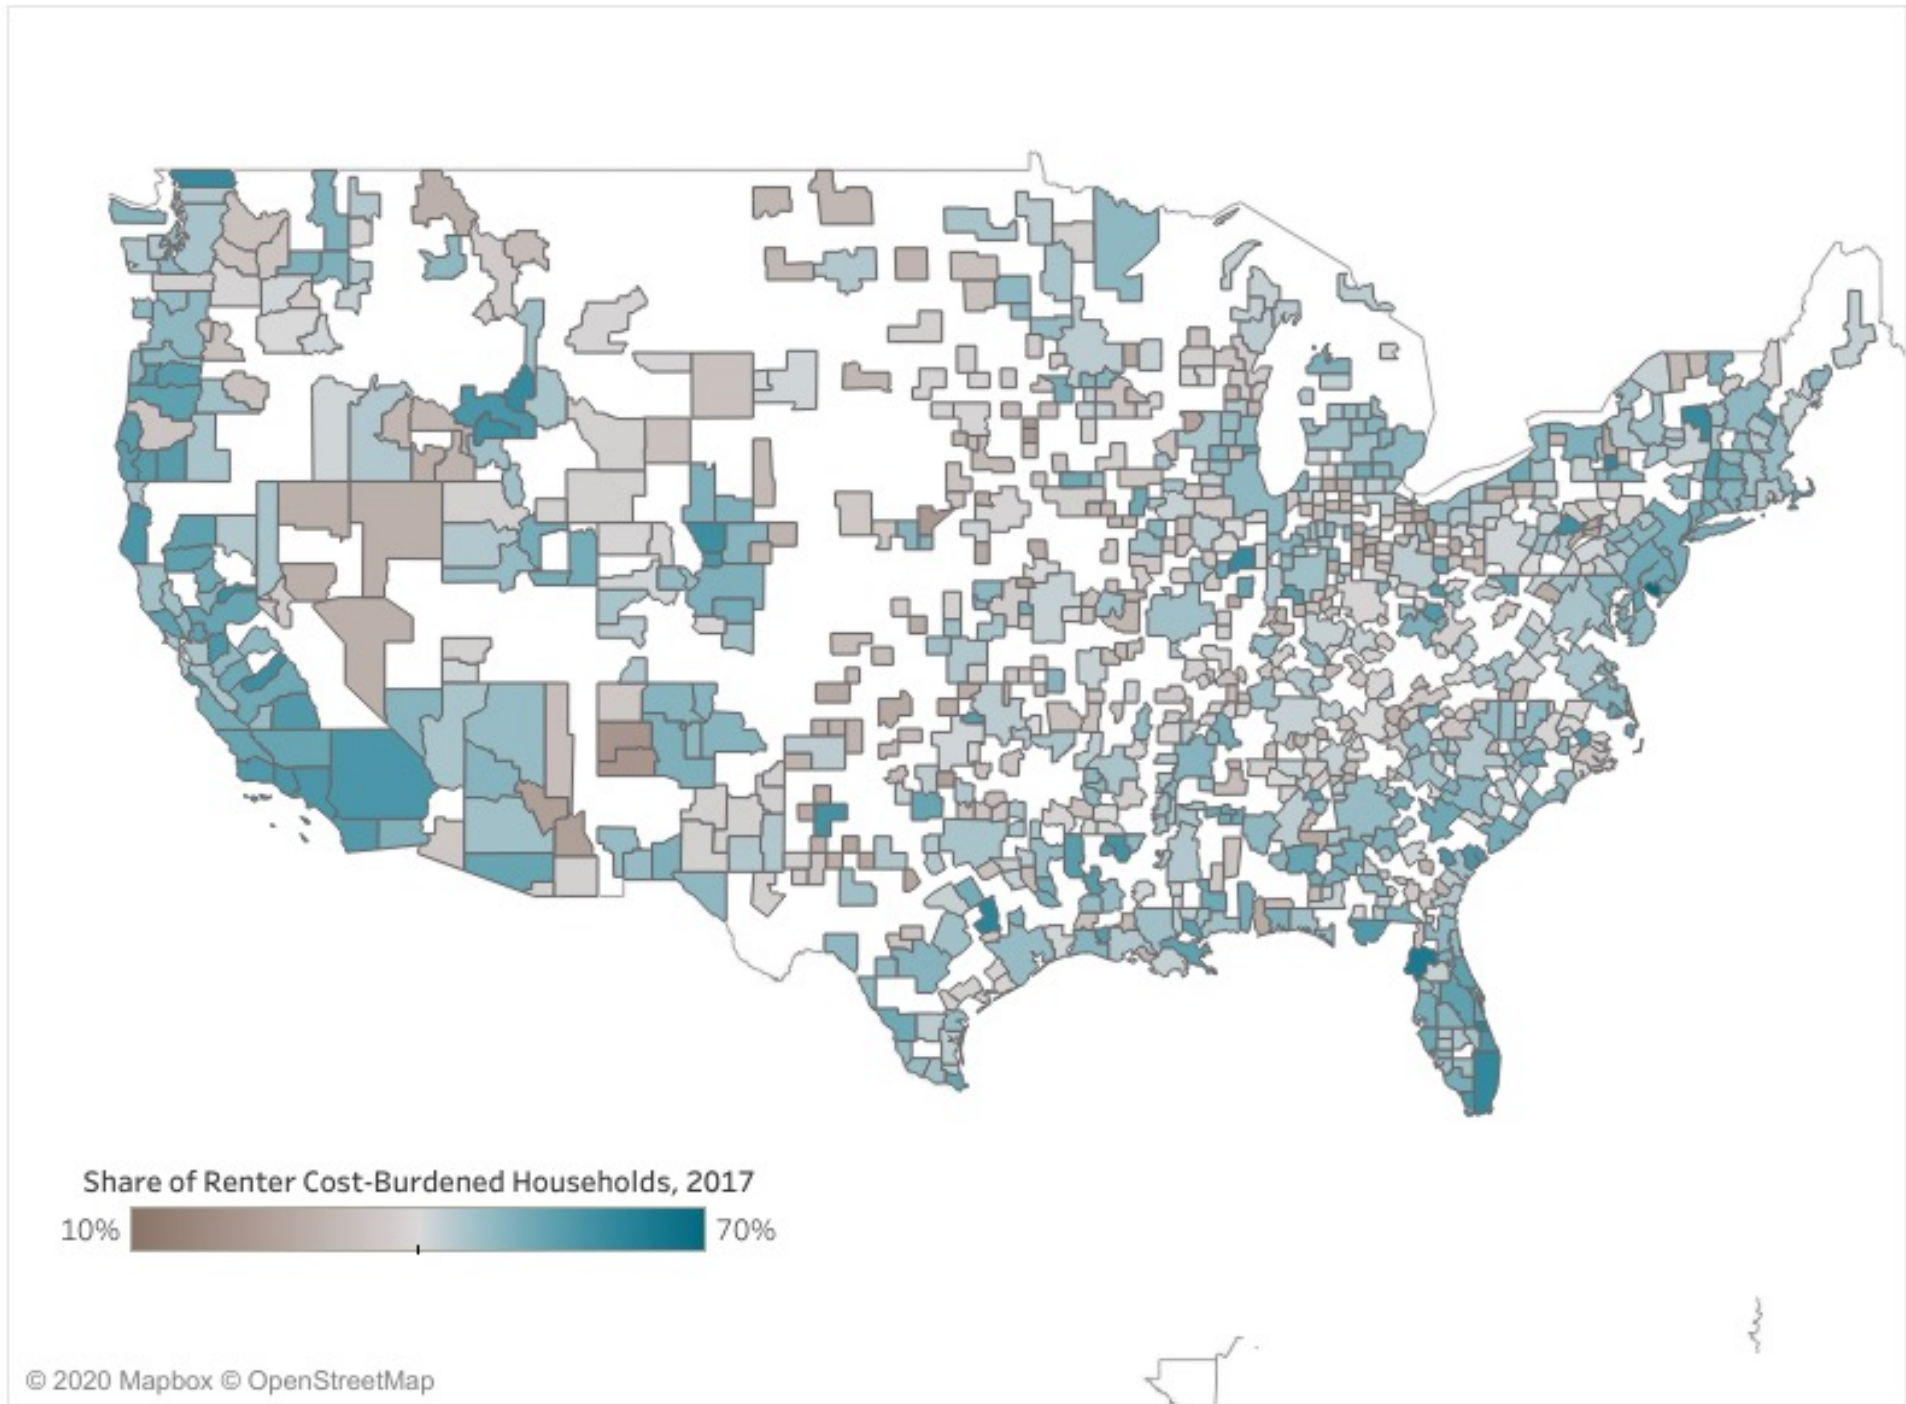 Share of Renter Cost-Burdened Households, 2017
10% 70%
© 2020 Mapbox © OpenStreetMap